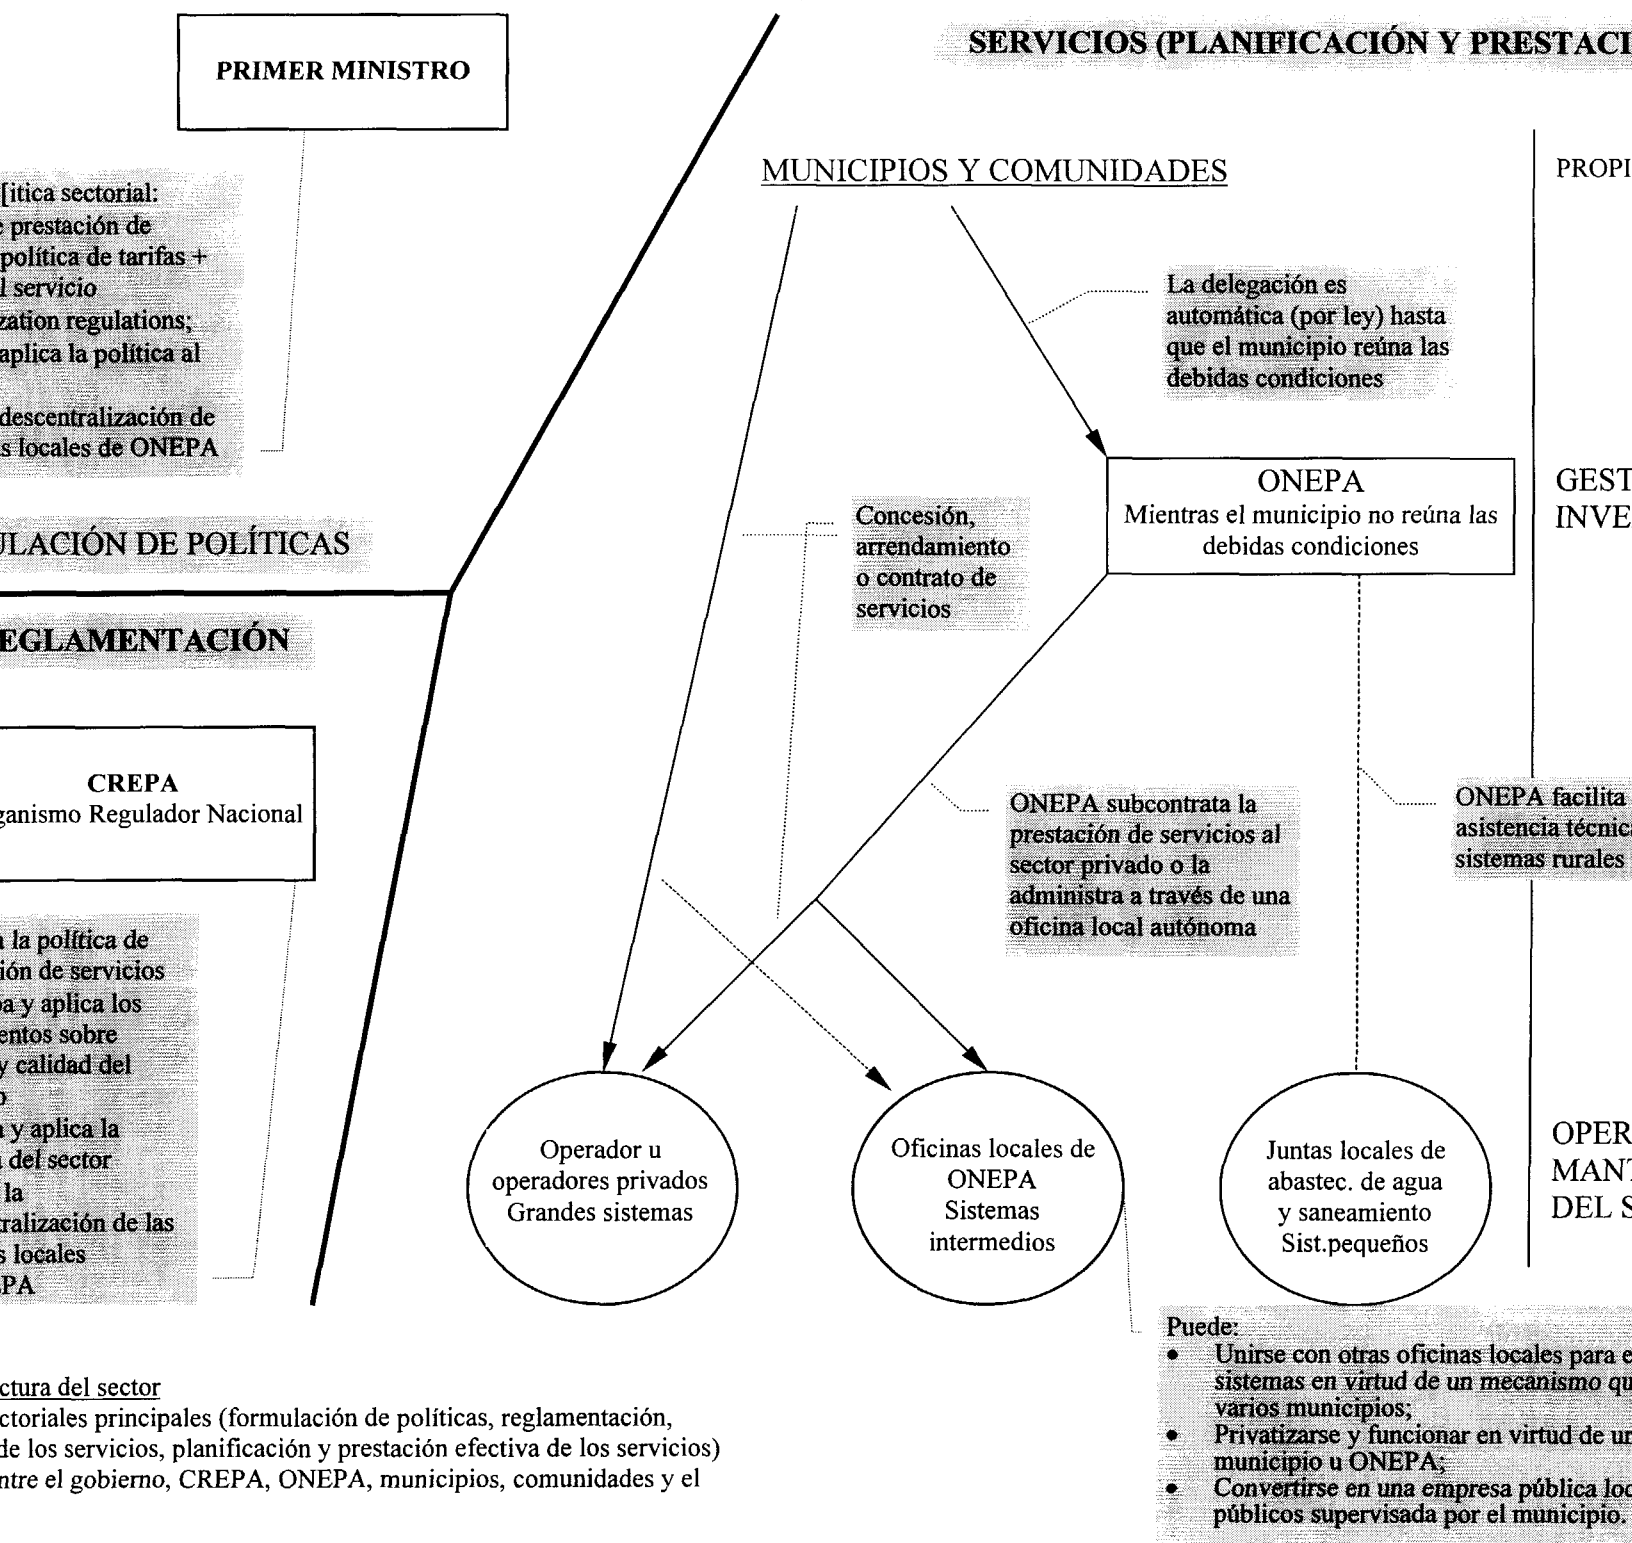 PRIMER MINISTRO
[itica sectorial:
e prestación de
política de tarifas +
l servicio
zation regulations;
aplica la política al
descentralización de
s locales de ONEPA
ULACIÓN DE POLÍTICAS
EGLAMENTACIÓN
CREPA
ganismo Regulador Nacional
a la política de
ión de servicios
ba y aplica los
entos sobre
y calidad del
o
a y aplica la
a del sector
la
tralización de las
s locales
EPA
SERVICIOS (PLANIFICACIÓN Y PRESTACI
MUNICIPIOS Y COMUNIDADES
PROPI
La delegación es
automática (por ley) hasta
que el municipio reúna las
debidas condiciones
ONEPA
Mientras el municipio no reúna las
debidas condiciones
GEST
INVE
Concesión,
arrendamiento
o contrato de
servicios
ONEPA subcontrata la
prestación de servicios al
sector privado o la
administra a través de una
oficina local autónoma
ONEPA facilita
asistencia técnica
sistemas rurales
Operador u
operadores privados
Grandes sistemas
Oficinas locales de
ONEPA
Sistemas
intermedios
Juntas locales de
abastec. de agua
y saneamiento
Sist.pequeños
OPER
MANT
DEL S
Puede:
• Unirse con otras oficinas locales para e
sistemas en virtud de un mecanismo qu
varios municipios;
• Privatizarse y funcionar en virtud de un
municipio u ONEPA;
• Convertirse en una empresa pública loc
públicos supervisada por el municipio.
ctura del sector
ctoriales principales (formulación de políticas, reglamentación,
de los servicios, planificación y prestación efectiva de los servicios)
ntre el gobierno, CREPA, ONEPA, municipios, comunidades y el